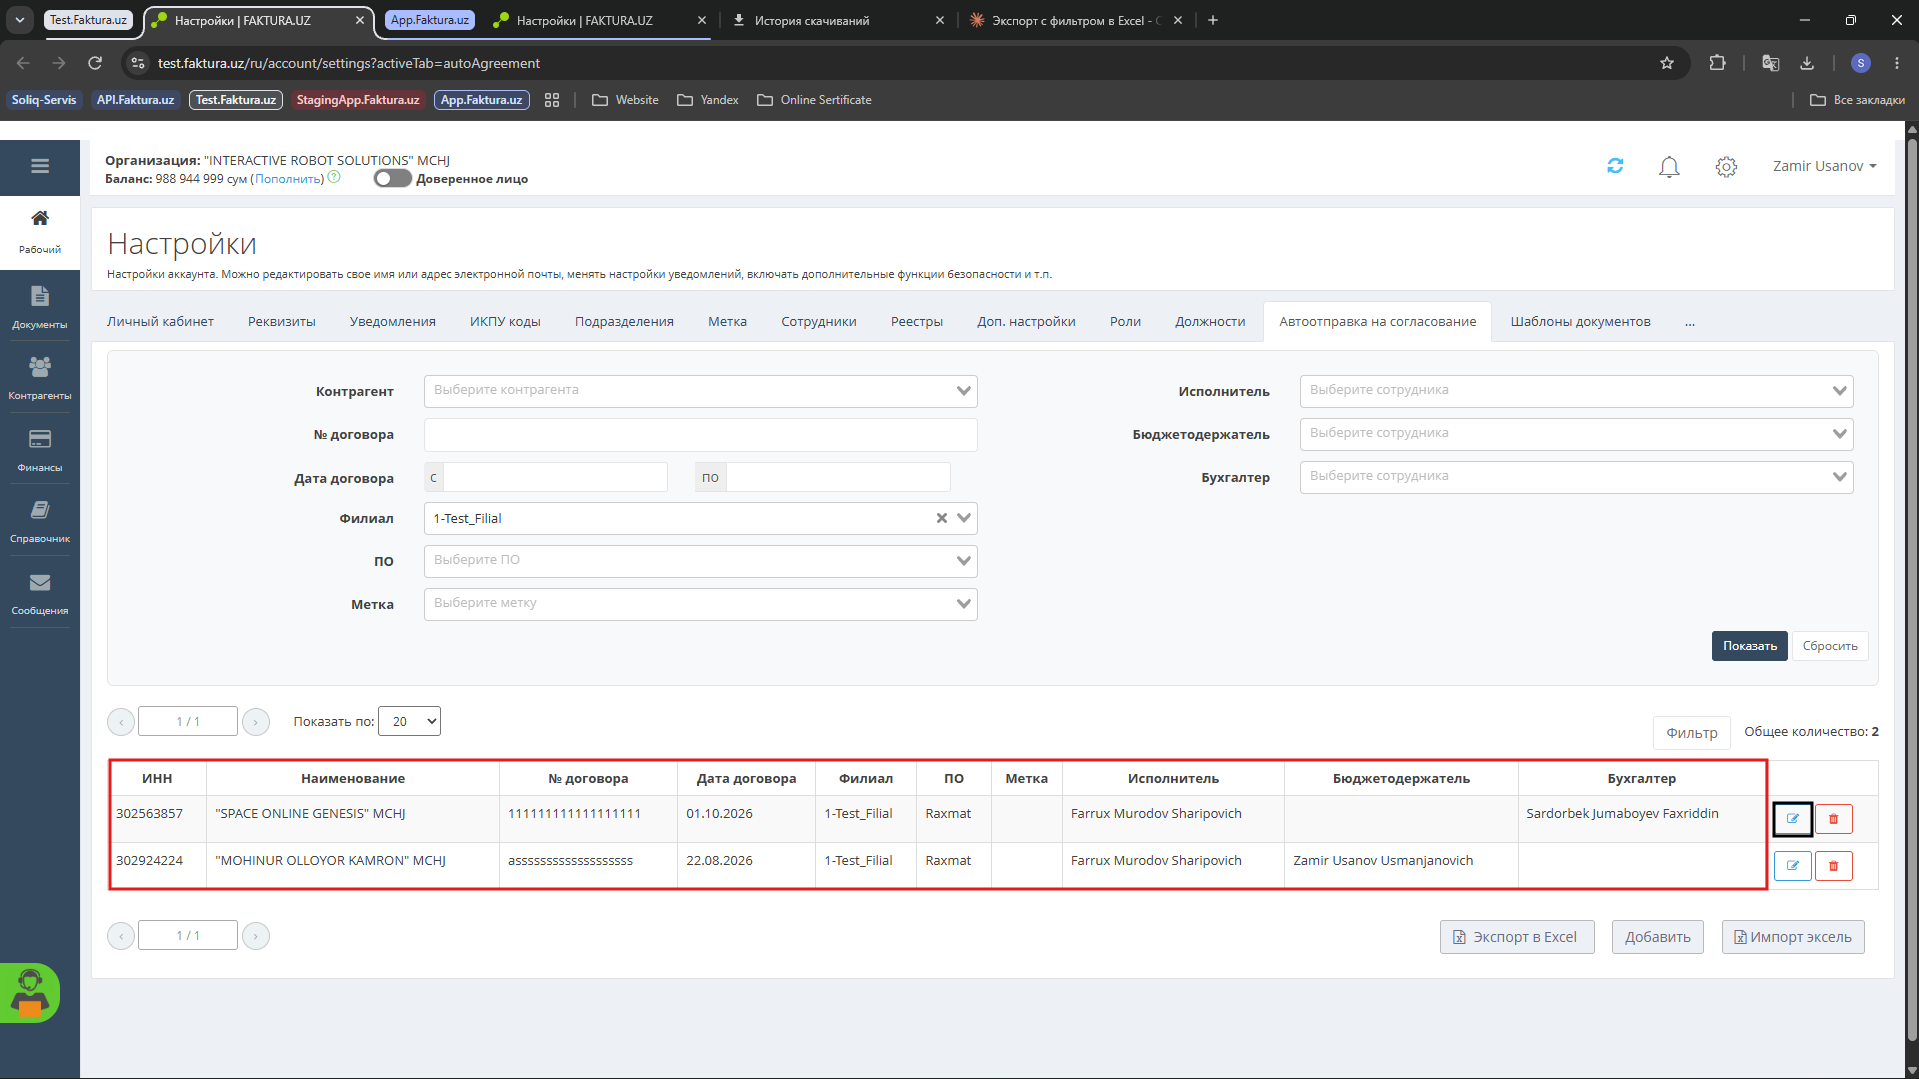 Test.Faktura.uz
Настройки | FAKTURA.UZ
App.Faktura.uz
Настройки | FAKTURA.UZ
История скачиваний
Экспорт с фильтром в Excel - C
test.faktura.uz/ru/account/settings?activeTab=autoAgreement
S
Soliq-Servis
API.Faktura.uz
Test.Faktura.uz
StagingApp.Faktura.uz
App.Faktura.uz
Website
Yandex
Online Sertificate
Все закладки
Организация: "INTERACTIVE ROBOT SOLUTIONS" MCHJ
Баланс: 988 944 999 сум (Пополнить) ?
Доверенное лицо
Zamir Usanov
Рабочий
Документы
Контрагенты
Финансы
Справочник
Сообщения
Настройки
Настройки аккаунта. Можно редактировать свое имя или адрес электронной почты, менять настройки уведомлений, включать дополнительные функции безопасности и т.п.
Личный кабинет
Реквизиты
Уведомления
ИКПУ коды
Подразделения
Метка
Сотрудники
Реестры
Доп. настройки
Роли
Должности
Автоотправка на согласование
Шаблоны документов
...
Контрагент
Выберите контрагента
№ договора
Дата договора
С
ПО
Филиал
1-Test_Filial
ПО
Выберите ПО
Метка
Выберите метку
Исполнитель
Выберите сотрудника
Бюджетодержатель
Выберите сотрудника
Бухгалтер
Выберите сотрудника
Показать
Сбросить
‹ 1 / 1 ›
Показать по: 20
Фильтр
Общее количество: 2
ИНН Наименование № договора Дата договора Филиал ПО Метка Исполнитель Бюджетодержатель Бухгалтер
302563857 "SPACE ONLINE GENESIS" MCHJ 111111111111111111 01.10.2026 1-Test_Filial Raxmat Farrux Murodov Sharipovich Sardorbek Jumaboyev Faxriddin
302924224 "MOHINUR OLLOYOR KAMRON" MCHJ assssssssssssssssss 22.08.2026 1-Test_Filial Raxmat Farrux Murodov Sharipovich Zamir Usanov Usmanjanovich
‹ 1 / 1 ›
Экспорт в Excel
Добавить
Импорт эксель